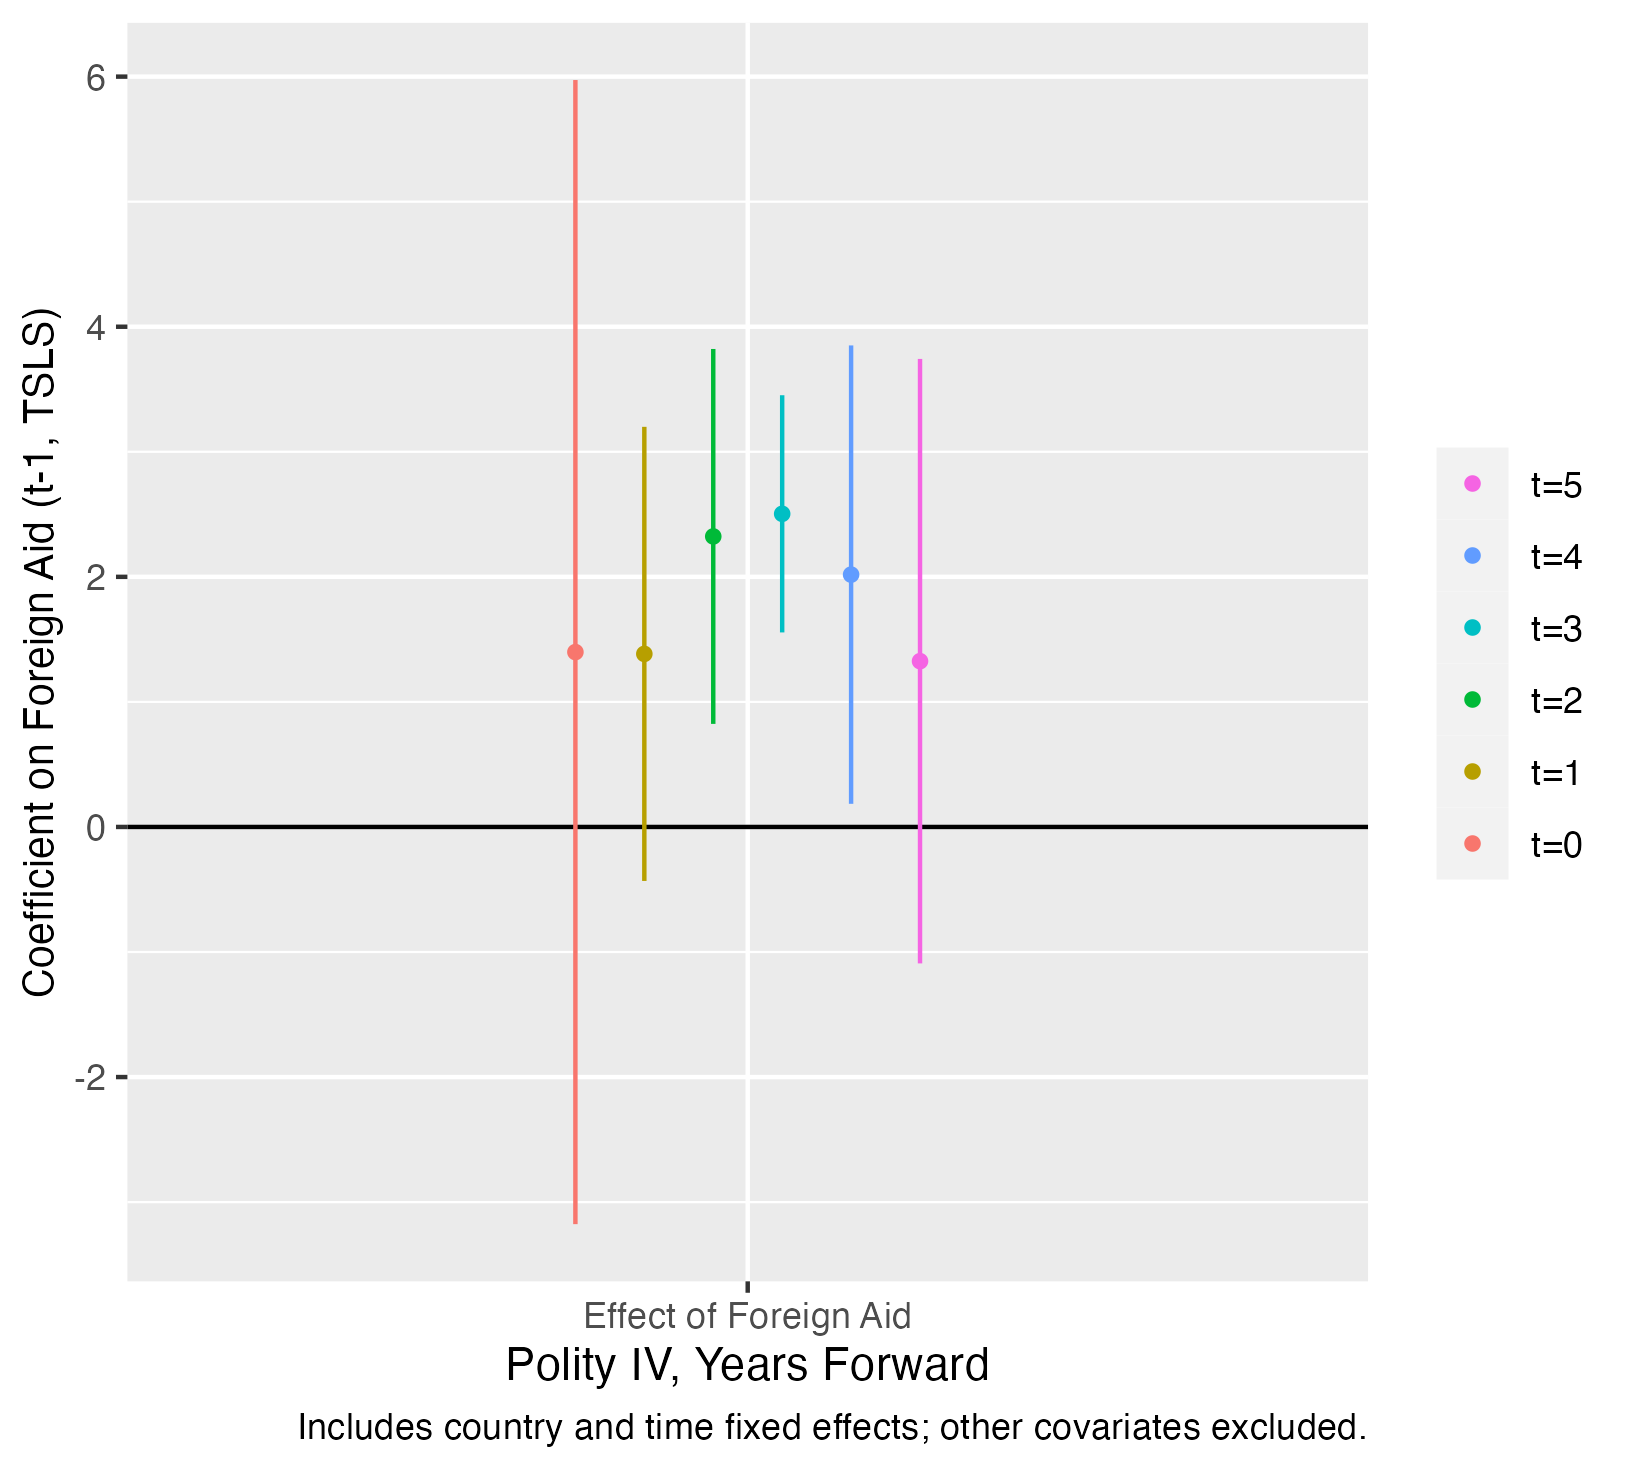 Coefficient on Foreign Aid (t-1, TSLS)
6
4
2
0
-2
Effect of Foreign Aid
Polity IV, Years Forward
Includes country and time fixed effects; other covariates excluded.
t=5
t=4
t=3
t=2
t=1
t=0